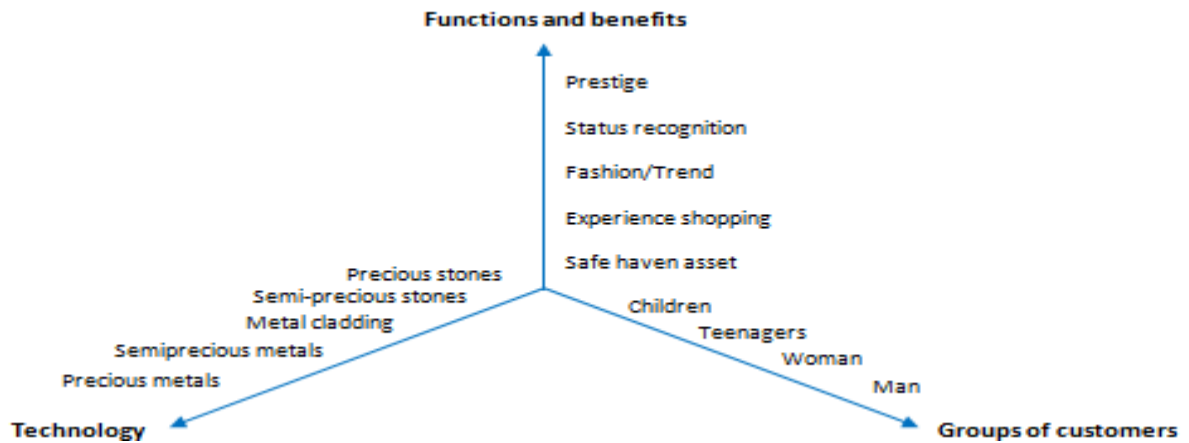 Functions and benefits
Prestige
Status recognition
Fashion/Trend
Experience shopping
Safe haven asset
Precious stones
Semi-precious stones
Metal cladding
Semiprecious metals
Precious metals
Technology
Children
Teenagers
Woman
Man
Groups of customers